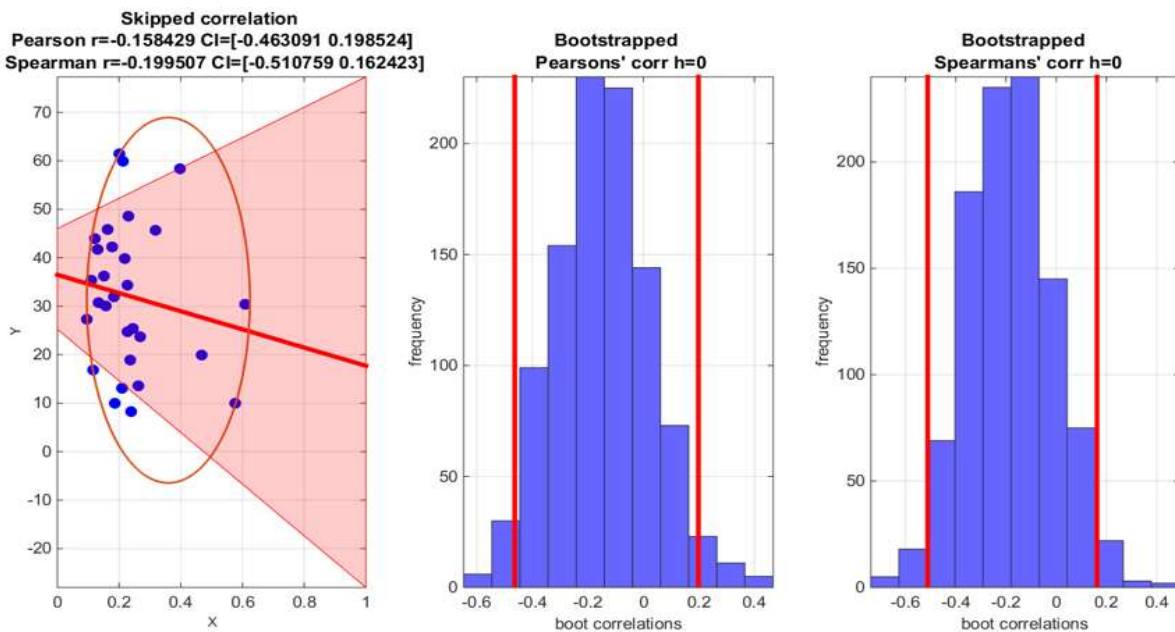 Skipped correlation
Pearson r=-0.158429 CI=[-0.463091 0.198524]
Spearman r=-0.199507 CI=[-0.510759 0.162423]
70
60
50
40
30
20
10
0
-10
-20
Y
0 0.2 0.4 0.6 0.8 1
X
Bootstrapped
Pearsons' corr h=0
200
150
100
50
0
frequency
-0.6 -0.4 -0.2 0 0.2 0.4
boot correlations
Bootstrapped
Spearmans' corr h=0
200
150
100
50
0
frequency
-0.6 -0.4 -0.2 0 0.2 0.4
boot correlations